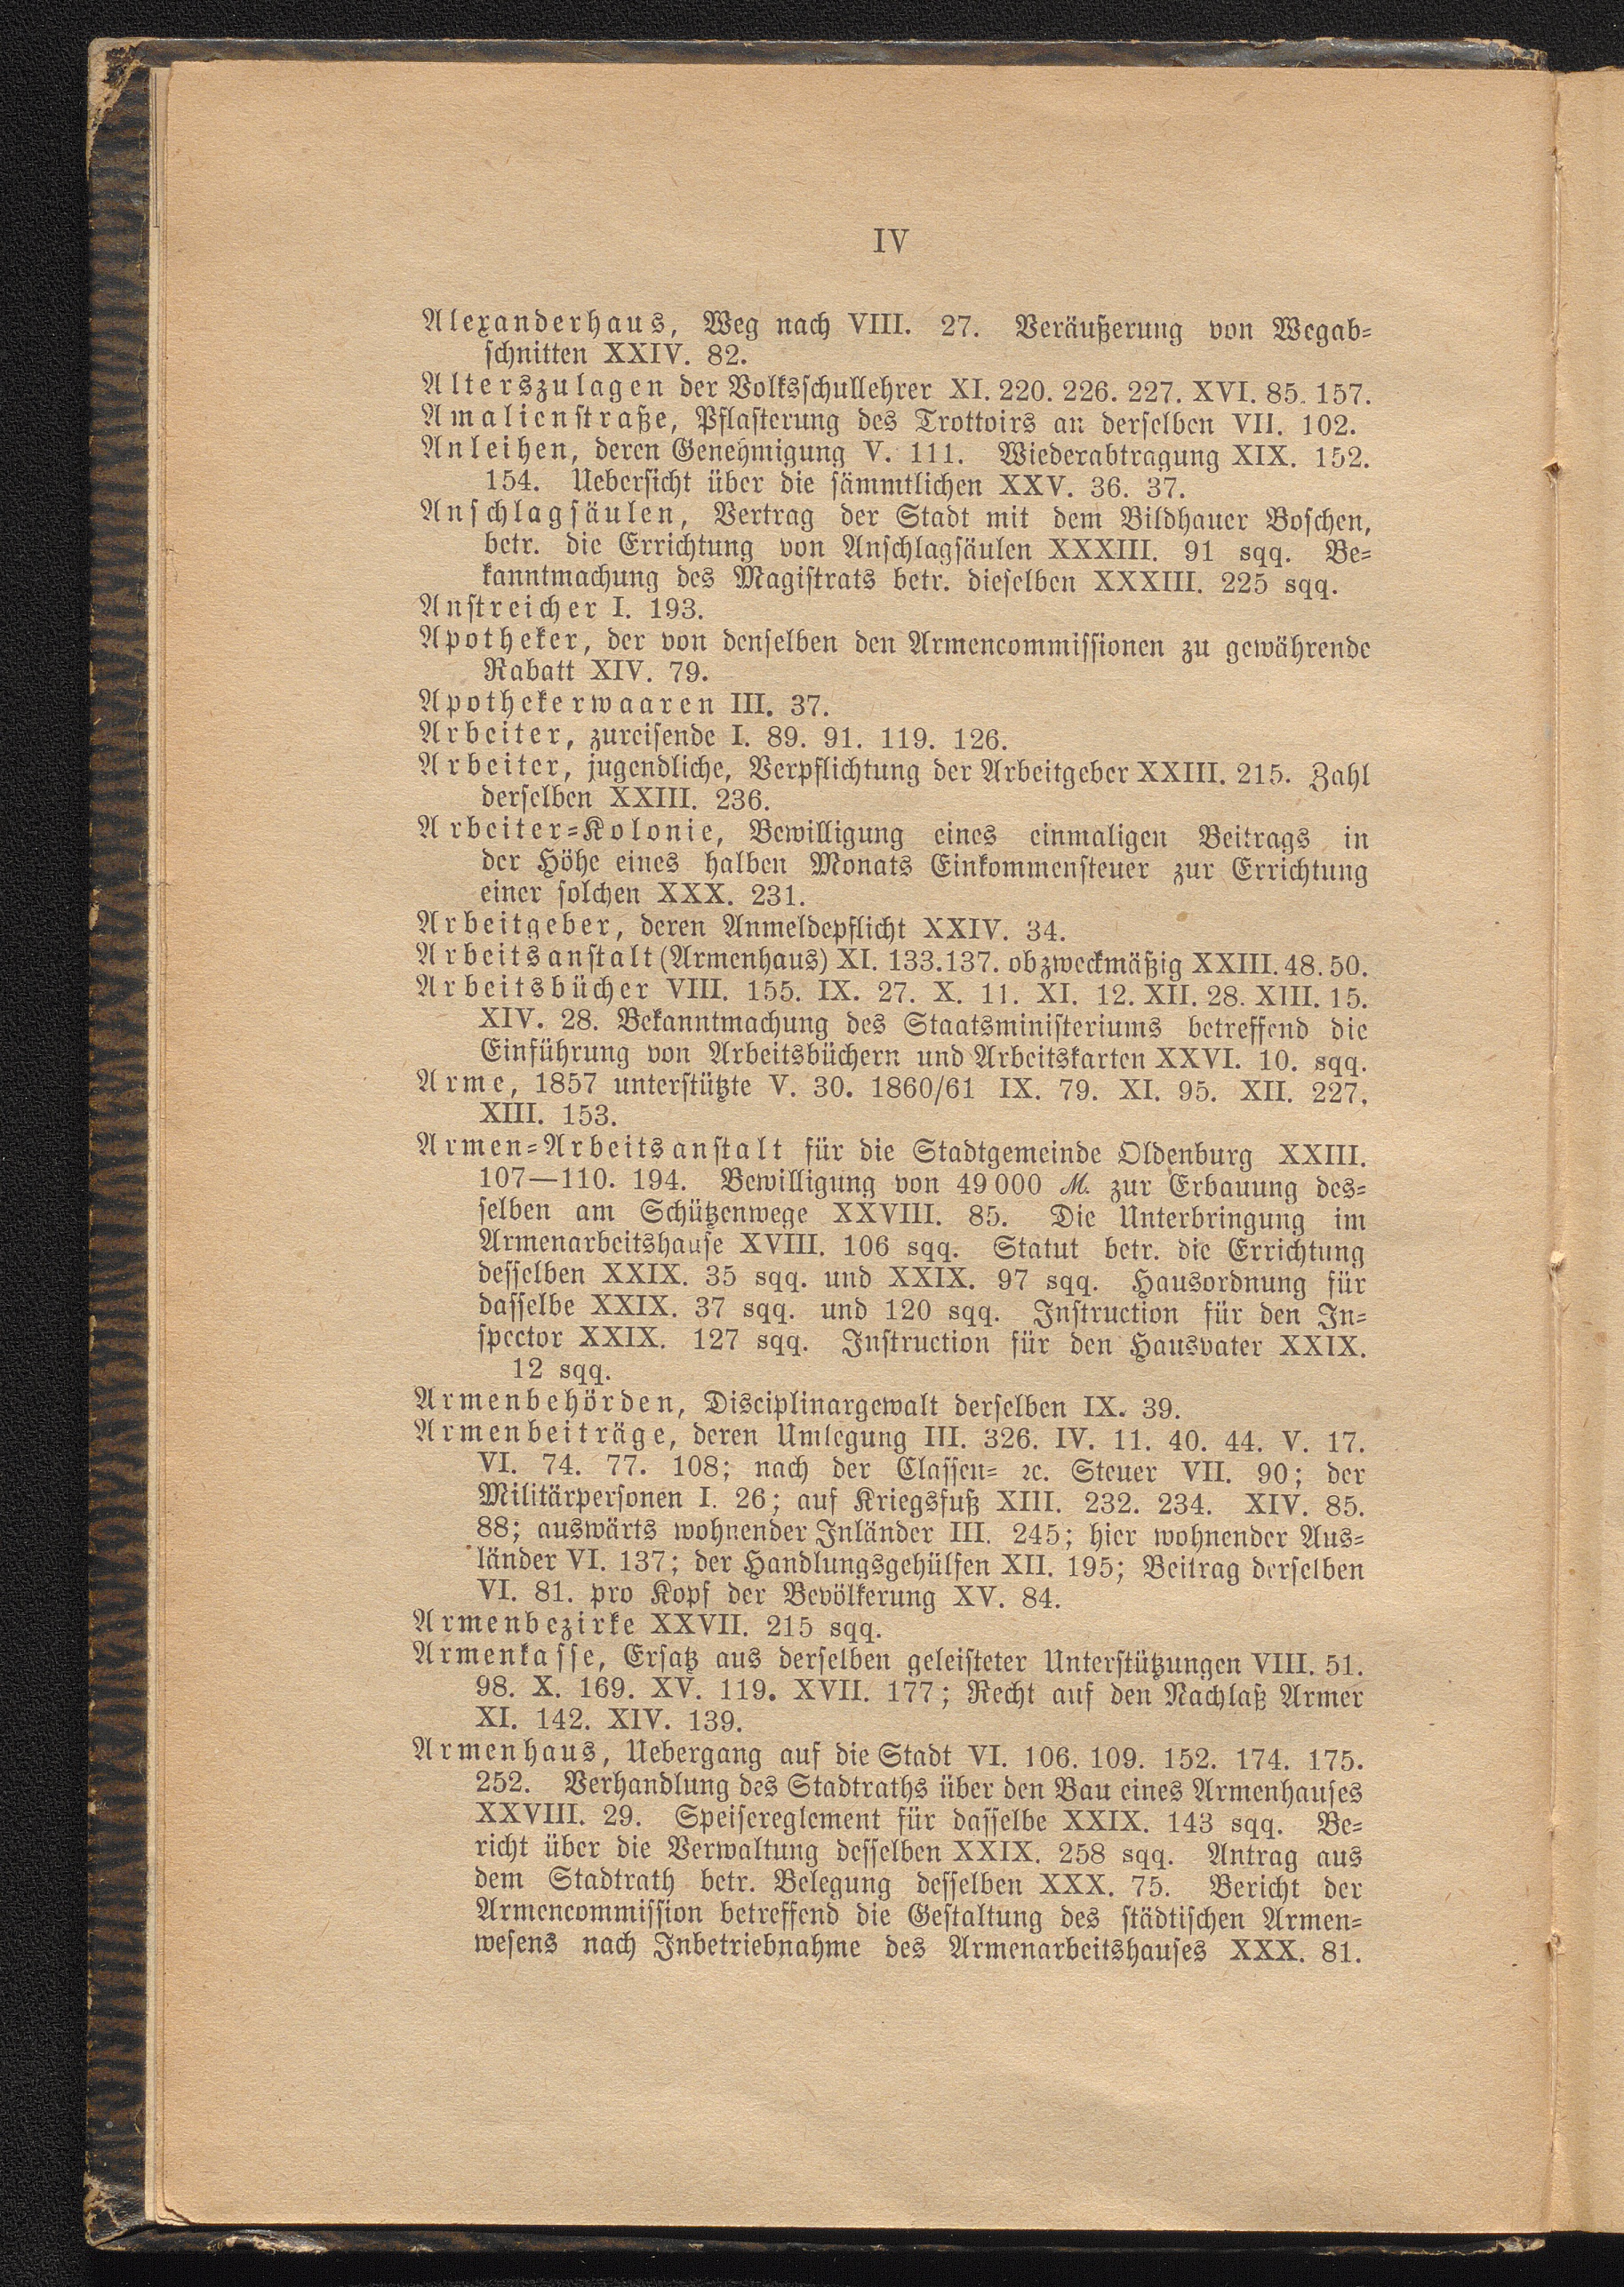 IV
Alexanderhaus, Weg nach VIII. 27. Veräußerung von Wegab-
schnitten XXIV. 82.
Alterszulagen der Volksschullehrer XI. 220. 226. 227. XVI. 85. 157.
Amalienstraße, Pflasterung des Trottoirs an derselben VII. 102.
Anleihen, deren Genehmigung V. 111. Wiederabtragung XIX. 152.
154. Uebersicht über die sämmtlichen XXV. 36. 37.
Anschlagsäulen, Vertrag der Stadt mit dem Bildhauer Boschen,
betr. die Errichtung von Anschlagsäulen XXXIII. 91 sqq. Be-
kanntmachung des Magistrats betr. dieselben XXXIII. 225 sqq.
Anstreicher I. 193.
Apotheker, der von denselben den Armencommissionen zu gewährende
Rabatt XIV. 79.
Apothekerwaaren III. 37.
Arbeiter, zureisende I. 89. 91. 119. 126.
Arbeiter, jugendliche, Verpflichtung der Arbeitgeber XXIII. 215. Zahl
derselben XXIII. 236.
Arbeiter-Kolonie, Bewilligung eines einmaligen Beitrags in
der Höhe eines halben Monats Einkommensteuer zur Errichtung
einer solchen XXX. 231.
Arbeitgeber, deren Anmeldepflicht XXIV. 34.
Arbeitsanstalt (Armenhaus) XI. 133.137. ob zweckmäßig XXIII. 48. 50.
Arbeitsbücher VIII. 155. IX. 27. X. 11. XI. 12. XII. 28. XIII. 15.
XIV. 28. Bekanntmachung des Staatsministeriums betreffend die
Einführung von Arbeitsbüchern und Arbeitskarten XXVI. 10. sqq.
Arme, 1857 unterstützte V. 30. 1860/61 IX. 79. XI. 95. XII. 227.
XIII. 153.
Armen-Arbeitsanstalt für die Stadtgemeinde Oldenburg XXIII.
107—110. 194. Bewilligung von 49 000 M. zur Erbauung des-
selben am Schützenwege XXVIII. 85. Die Unterbringung im
Armenarbeitshause XVIII. 106 sqq. Statut betr. die Errichtung
desselben XXIX. 35 sqq. und XXIX. 97 sqq. Hausordnung für
dasselbe XXIX. 37 sqq. und 120 sqq. Instruction für den In-
spector XXIX. 127 sqq. Instruction für den Hausvater XXIX.
12 sqq.
Armenbehörden, Disciplinargewalt derselben IX. 39.
Armenbeiträge, deren Umlegung III. 326. IV. 11. 40. 44. V. 17.
VI. 74. 77. 108; nach der Classen- ꝛc. Steuer VII. 90; der
Militärpersonen I. 26; auf Kriegsfuß XIII. 232. 234. XIV. 85.
88; auswärts wohnender Inländer III. 245; hier wohnender Aus-
länder VI. 137; der Handlungsgehülfen XII. 195; Beitrag derselben
VI. 81. pro Kopf der Bevölkerung XV. 84.
Armenbezirke XXVII. 215 sqq.
Armenkasse, Ersatz aus derselben geleisteter Unterstützungen VIII. 51.
98. X. 169. XV. 119. XVII. 177; Recht auf den Nachlaß Armer
XI. 142. XIV. 139.
Armenhaus, Uebergang auf die Stadt VI. 106. 109. 152. 174. 175.
252. Verhandlung des Stadtraths über den Bau eines Armenhauses
XXVIII. 29. Speisereglement für dasselbe XXIX. 143 sqq. Be-
richt über die Verwaltung desselben XXIX. 258 sqq. Antrag aus
dem Stadtrath betr. Belegung desselben XXX. 75. Bericht der
Armencommission betreffend die Gestaltung des städtischen Armen-
wesens nach Inbetriebnahme des Armenarbeitshauses XXX. 81.